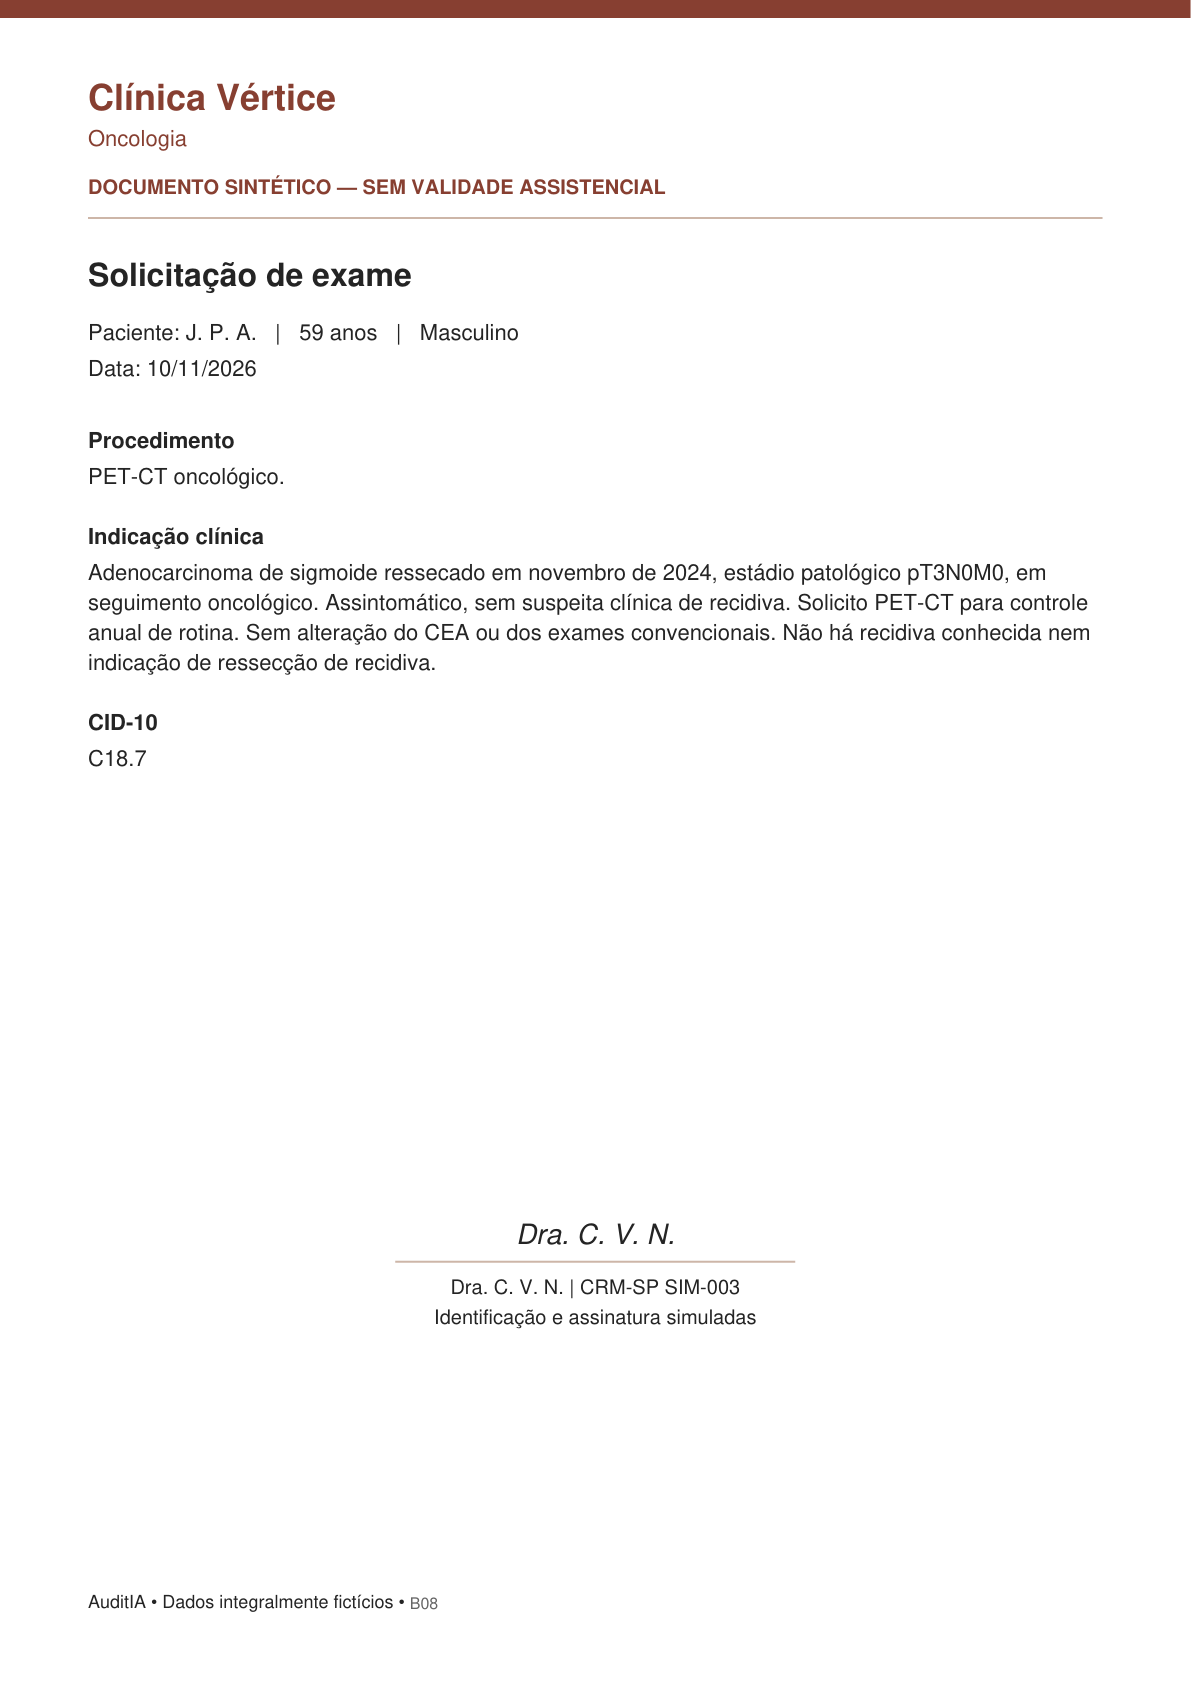 Clínica Vértice
Oncologia
DOCUMENTO SINTÉTICO — SEM VALIDADE ASSISTENCIAL
Solicitação de exame
Paciente: J. P. A. | 59 anos | Masculino
Data: 10/11/2026
Procedimento
PET-CT oncológico.
Indicação clínica
Adenocarcinoma de sigmoide ressecado em novembro de 2024, estádio patológico pT3N0M0, em
seguimento oncológico. Assintomático, sem suspeita clínica de recidiva. Solicito PET-CT para controle
anual de rotina. Sem alteração do CEA ou dos exames convencionais. Não há recidiva conhecida nem
indicação de ressecção de recidiva.
CID-10
C18.7
Dra. C. V. N.
Dra. C. V. N. | CRM-SP SIM-003
Identificação e assinatura simuladas
AuditIA • Dados integralmente fictícios • B08